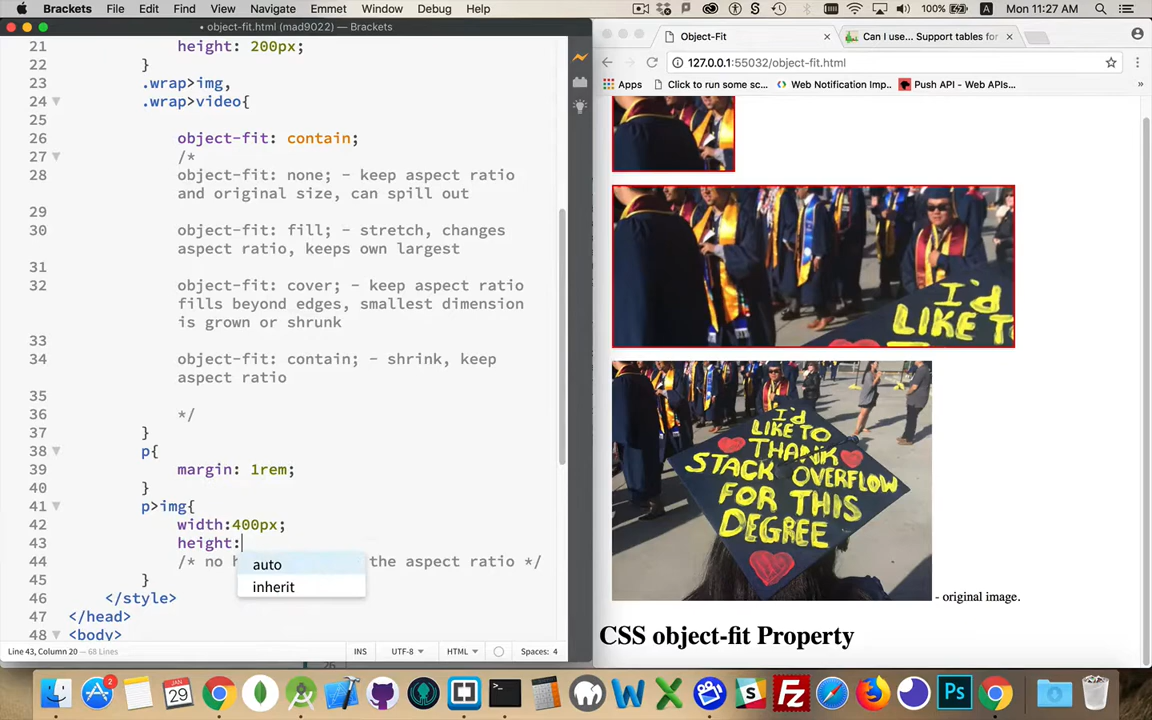 Brackets File Edit View Navigate Emmet Window Debug Help 100% Mon 11:27 AM
• object-fit.html (mad9022) — Brackets
21 height: 200px;
22 }
23 .wrap>img,
24 .wrap>video{
25
26 object-fit: contain;
27 /*
28 object-fit: none; - keep aspect ratio
and original size, can spill out
29
30 object-fit: fill; - stretch, changes
aspect ratio, keeps own largest
31
32 object-fit: cover; - keep aspect ratio
fills beyond edges, smallest dimension
is grown or shrunk
33
34 object-fit: contain; - shrink, keep
aspect ratio
35
36 */
37 }
38 p{
39 margin: 1rem;
40 }
41 p>img{
42 width:400px;
43 height:
44 /* no h the aspect ratio */
auto
inherit
45 }
46 </style>
47 </head>
48 <body>
Line 43, Column 20 — 68 Lines INS UTF-8 HTML Spaces: 4
Object-Fit
Can I use... Support tables for
127.0.0.1:55032/object-fit.html
Apps Click to run some sc... Web Notification Imp.. Push API - Web APIs...
I'd
LIKE T
I'd
LIKE TO
THANK
STACK OVERFLOW
FOR THIS
DEGREE
- original image.
CSS object-fit Property
2
JAN
29
26
W
X
S
FZ
Ps